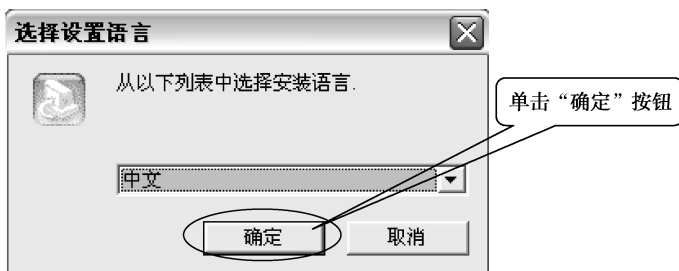 选择设置语言
从以下列表中选择安装语言.
单击“确定”按钮
中文
确定
取消